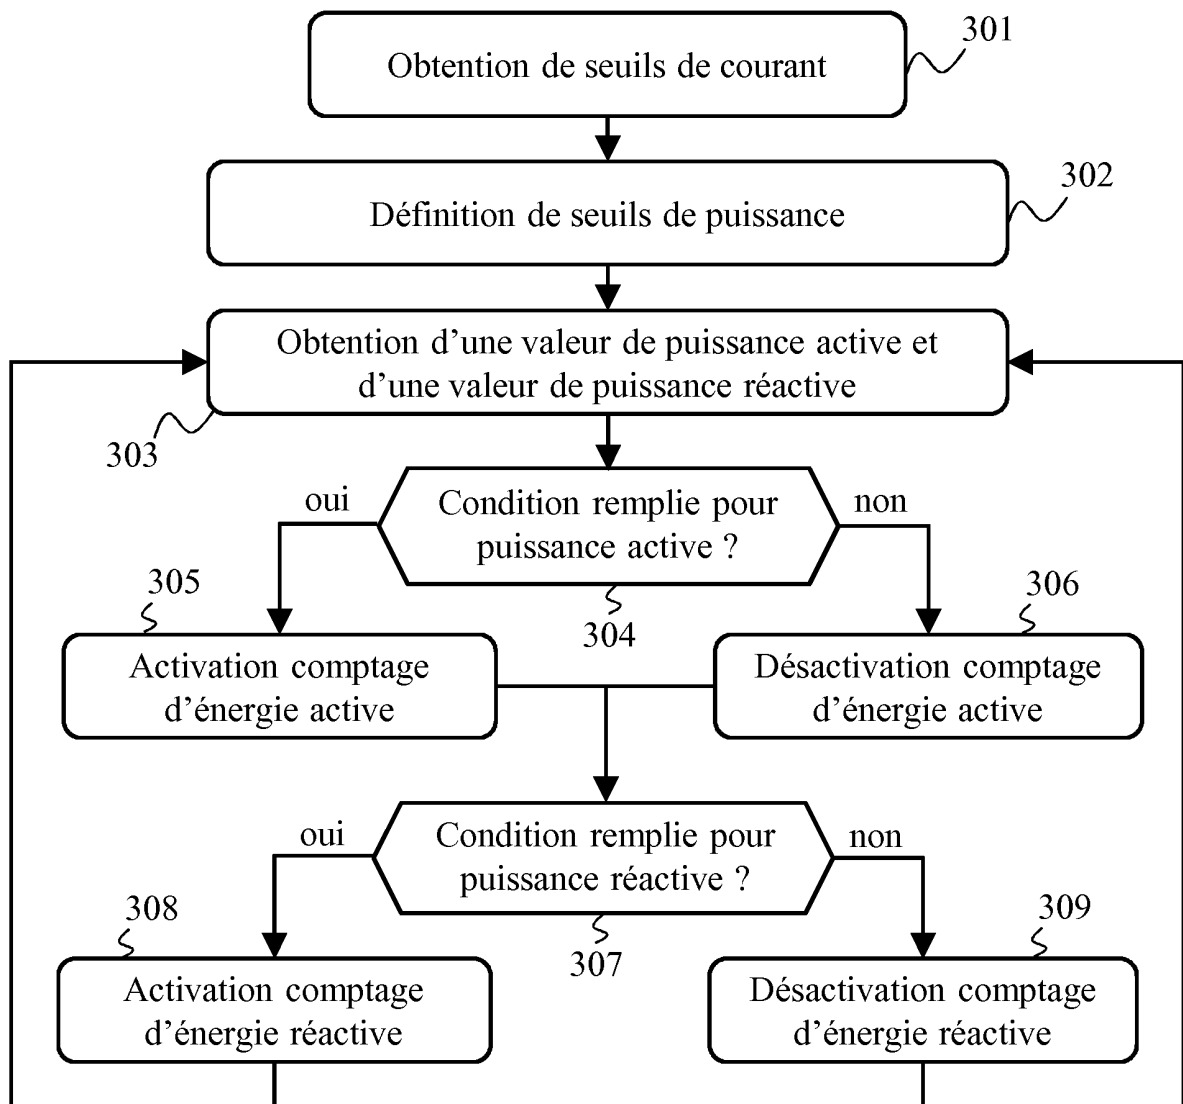 301
Obtention de seuils de courant
302
Définition de seuils de puissance
Obtention d’une valeur de puissance active et
d’une valeur de puissance réactive
303
oui
Condition remplie pour
puissance active ?
non
304
305
Activation comptage
d’énergie active
306
Désactivation comptage
d’énergie active
oui
Condition remplie pour
puissance réactive ?
non
307
308
Activation comptage
d’énergie réactive
309
Désactivation comptage
d’énergie réactive